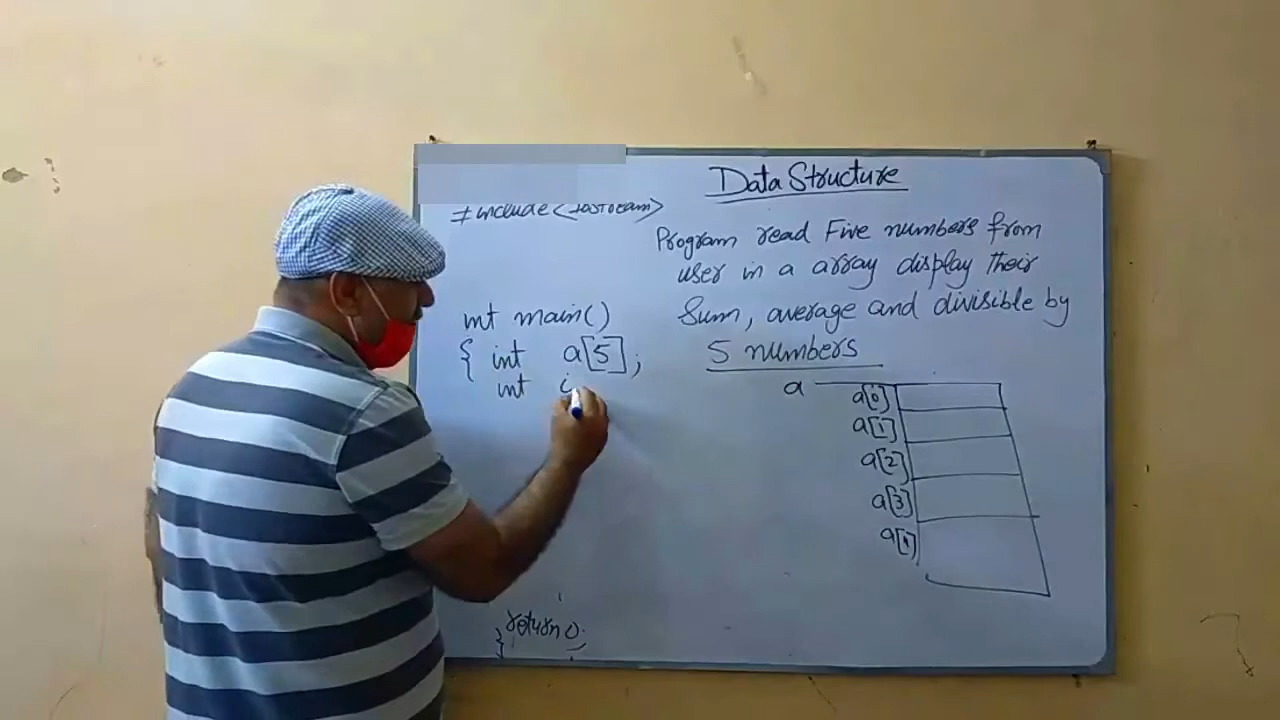 Data Structure
#include<iostream>
Program read Five numbers from
user in a array display their
Sum, average and divisible by
5 numbers
int main()
{ int a[5];
int i
a
a[0]
a[1]
a[2]
a[3]
a[4]
return 0;
}